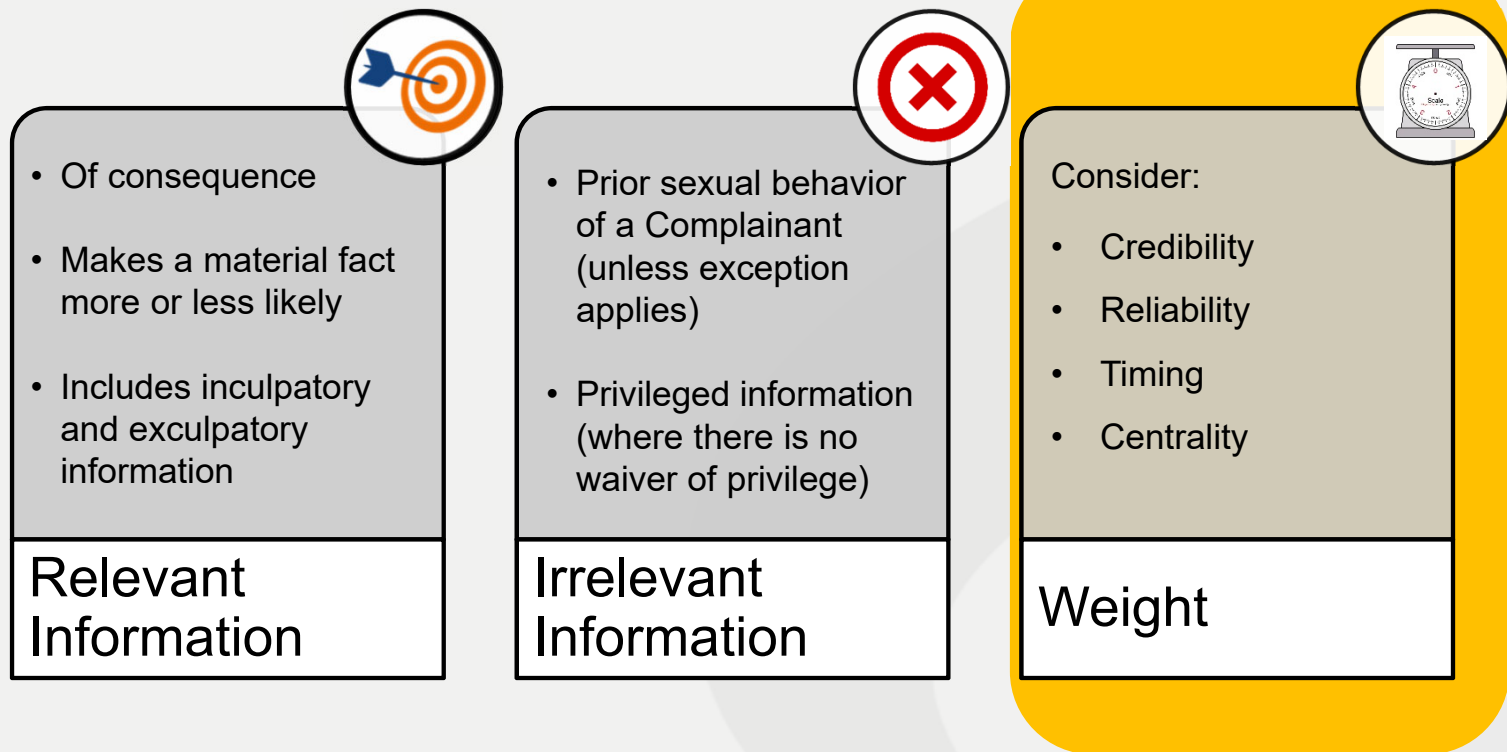 • Of consequence
• Makes a material fact
more or less likely
• Includes inculpatory
and exculpatory
information
Relevant
Information
• Prior sexual behavior
of a Complainant
(unless exception
applies)
• Privileged information
(where there is no
waiver of privilege)
Irrelevant
Information
Scale
Consider:
• Credibility
• Reliability
• Timing
• Centrality
Weight